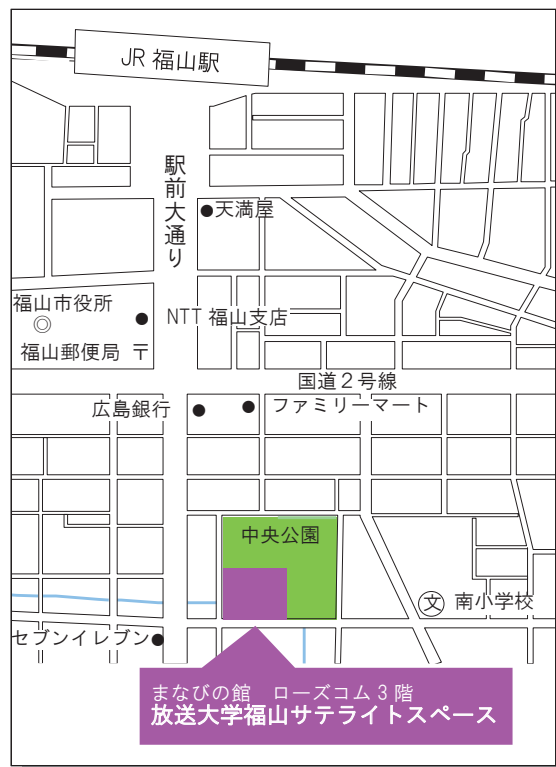 JR 福山駅
駅前大通り
天満屋
福山市役所
NTT 福山支店
福山郵便局 〒
国道２号線
広島銀行
ファミリーマート
中央公園
文 南小学校
セブンイレブン
まなびの館　ローズコム 3 階
放送大学福山サテライトスペース